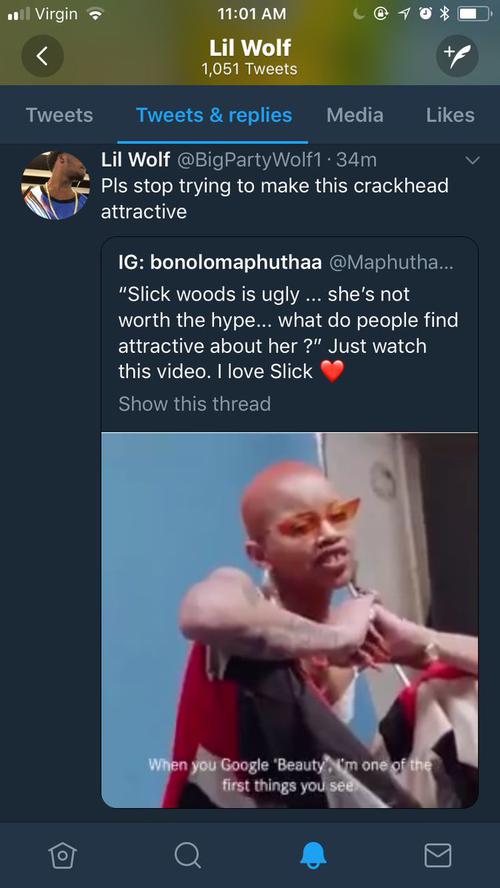 Virgin 11:01 AM
Lil Wolf
1,051 Tweets
Tweets Tweets & replies Media Likes
Lil Wolf @BigPartyWolf1 · 34m
Pls stop trying to make this crackhead
attractive
IG: bonolomaphuthaa @Maphutha...
“Slick woods is ugly ... she’s not
worth the hype... what do people find
attractive about her ?” Just watch
this video. I love Slick ❤️
Show this thread
When you Google 'Beauty', I'm one of the
first things you see